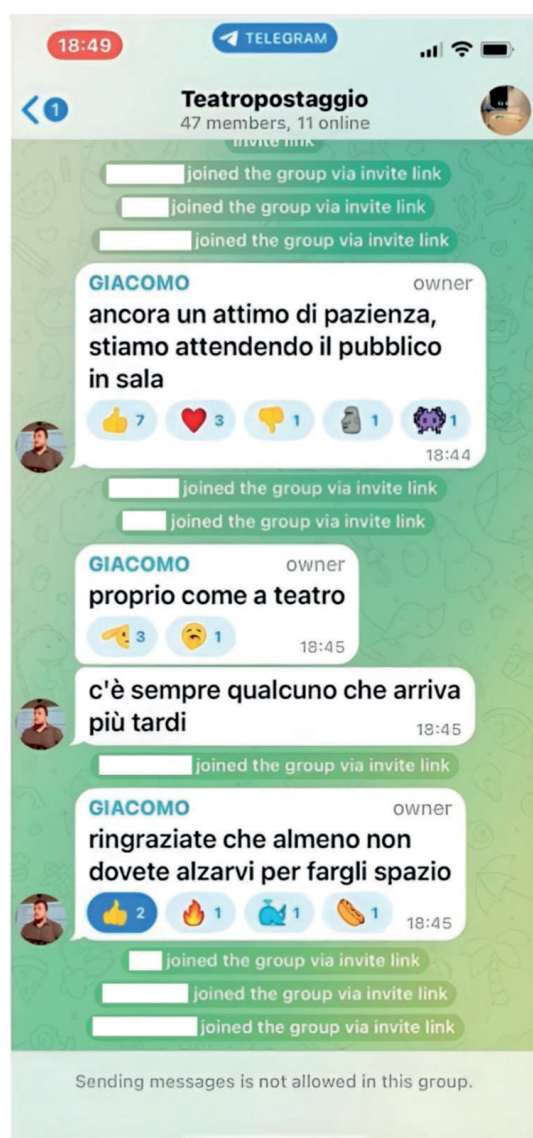 18:49
TELEGRAM
1
Teatropostaggio
47 members, 11 online
invite link
joined the group via invite link
joined the group via invite link
joined the group via invite link
GIACOMO owner
ancora un attimo di pazienza,
stiamo attendendo il pubblico
in sala
7 3 1 1 1
18:44
joined the group via invite link
joined the group via invite link
GIACOMO owner
proprio come a teatro
3 1 18:45
c'è sempre qualcuno che arriva
più tardi 18:45
joined the group via invite link
GIACOMO owner
ringraziate che almeno non
dovete alzarvi per fargli spazio
2 1 1 1 18:45
joined the group via invite link
joined the group via invite link
joined the group via invite link
Sending messages is not allowed in this group.